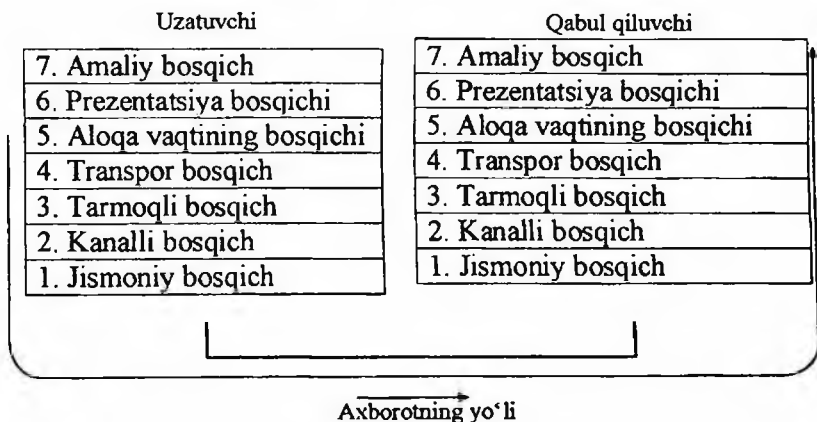 Uzatuvchi
7. Amaliy bosqich
6. Prezentatsiya bosqichi
5. Aloqa vaqtining bosqichi
4. Transpor bosqich
3. Tarmoqli bosqich
2. Kanalli bosqich
1. Jismoniy bosqich
Qabul qiluvchi
7. Amaliy bosqich
6. Prezentatsiya bosqichi
5. Aloqa vaqtining bosqichi
4. Transpor bosqich
3. Tarmoqli bosqich
2. Kanalli bosqich
1. Jismoniy bosqich
Axborotning yo‘li